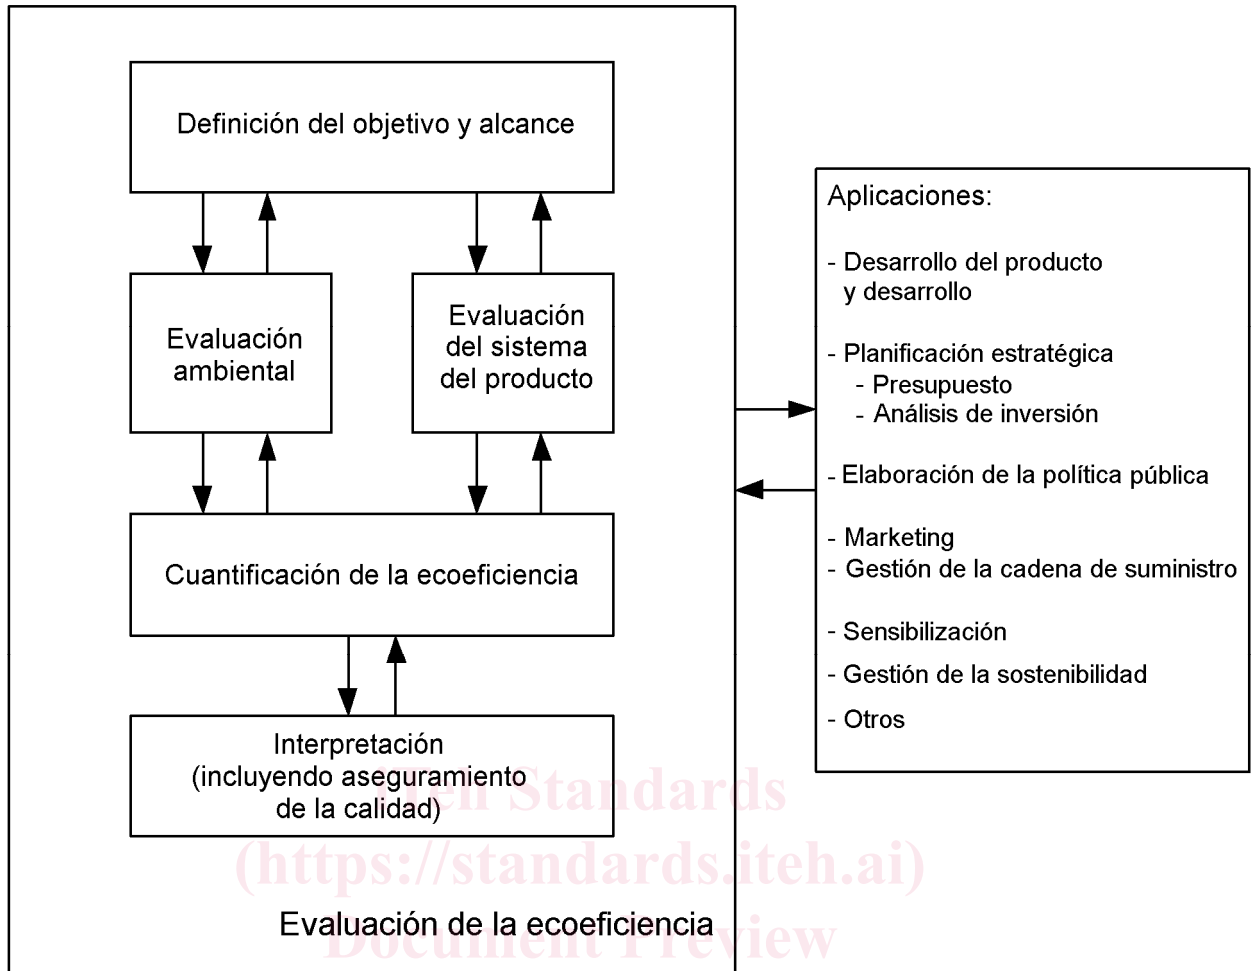 Definición del objetivo y alcance
Evaluación
ambiental
Evaluación
del sistema
del producto
Cuantificación de la ecoeficiencia
Interpretación
(incluyendo aseguramiento
de la calidad)
Evaluación de la ecoeficiencia
Aplicaciones:
- Desarrollo del producto
y desarrollo
- Planificación estratégica
- Presupuesto
- Análisis de inversión
- Elaboración de la política pública
- Marketing
- Gestión de la cadena de suministro
- Sensibilización
- Gestión de la sostenibilidad
- Otros
iTeh Standards
(https://standards.iteh.ai)
Document Preview